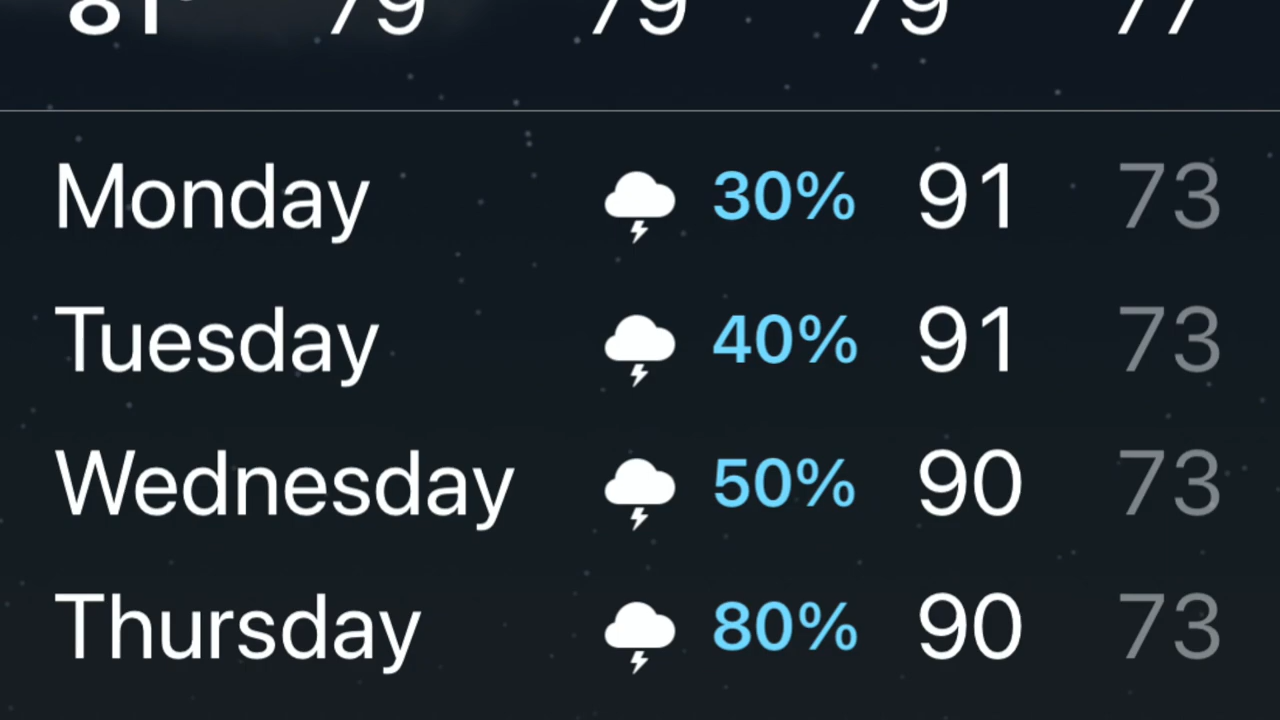 81° 79 79 79 77
Monday 30% 91 73
Tuesday 40% 91 73
Wednesday 50% 90 73
Thursday 80% 90 73